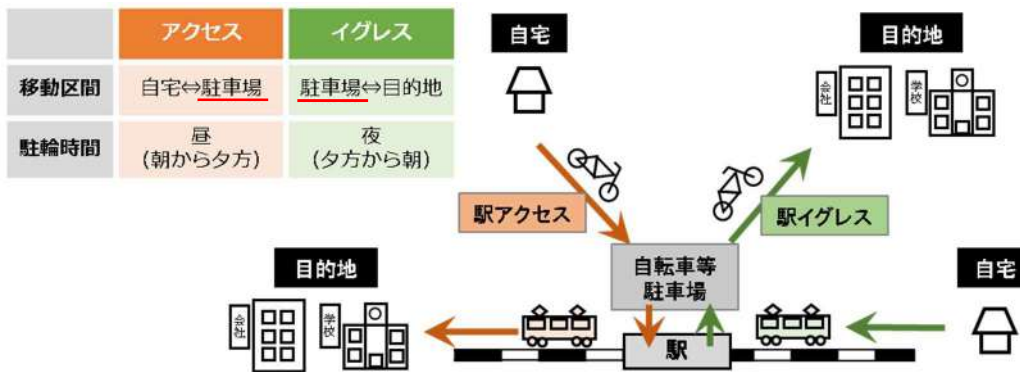 アクセス
イグレス
移動区間
自宅⇔駐車場
駐車場⇔目的地
駐輪時間
昼
(朝から夕方)
夜
(夕方から朝)
自宅
目的地
会社
学校
駅アクセス
駅イグレス
自転車等
駐車場
目的地
会社
学校
自宅
駅